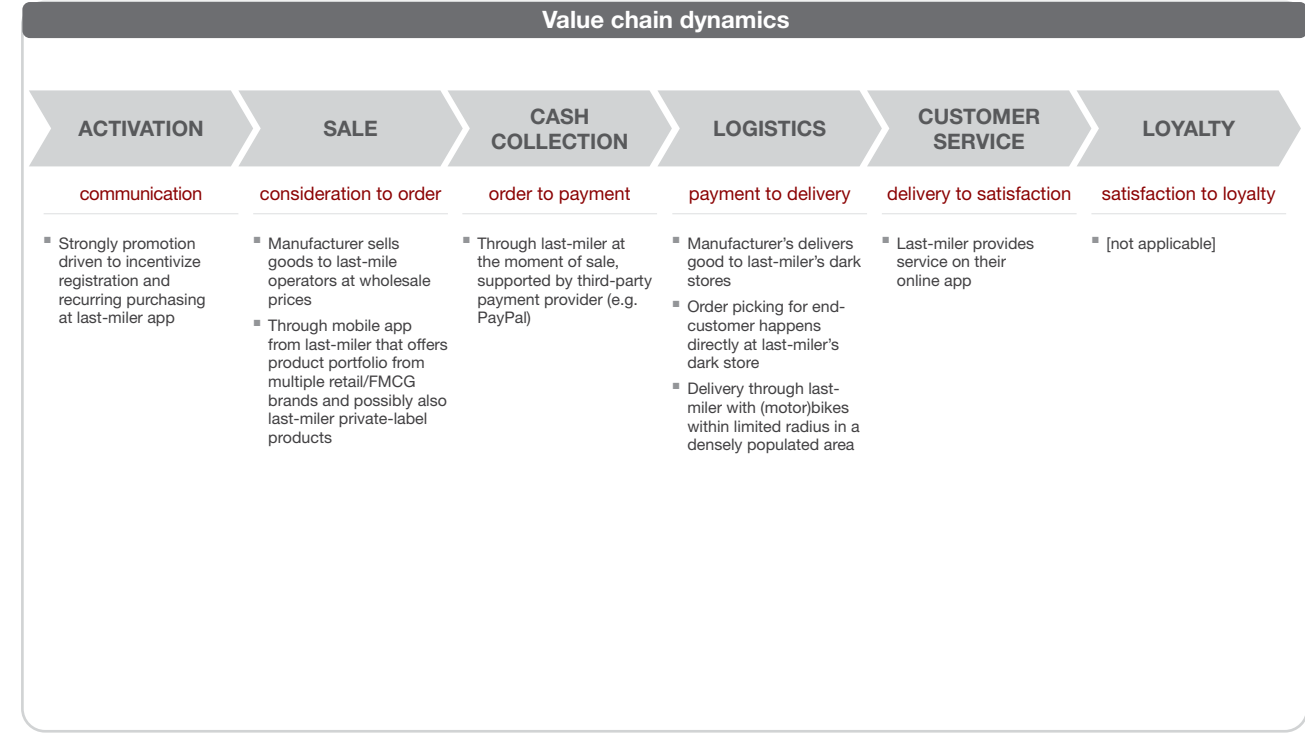 Value chain dynamics
ACTIVATION
SALE
CASH
COLLECTION
LOGISTICS
CUSTOMER
SERVICE
LOYALTY
communication
consideration to order
order to payment
payment to delivery
delivery to satisfaction
satisfaction to loyalty
▪ Strongly promotion
driven to incentivize
registration and
recurring purchasing
at last-miler app
▪ Manufacturer sells
goods to last-mile
operators at wholesale
prices
▪ Through mobile app
from last-miler that offers
product portfolio from
multiple retail/FMCG
brands and possibly also
last-miler private-label
products
▪ Through last-miler at
the moment of sale,
supported by third-party
payment provider (e.g.
PayPal)
▪ Manufacturer's delivers
good to last-miler's dark
stores
▪ Order picking for end-
customer happens
directly at last-miler's
dark store
▪ Delivery through last-
miler with (motor)bikes
within limited radius in a
densely populated area
▪ Last-miler provides
service on their
online app
▪ [not applicable]